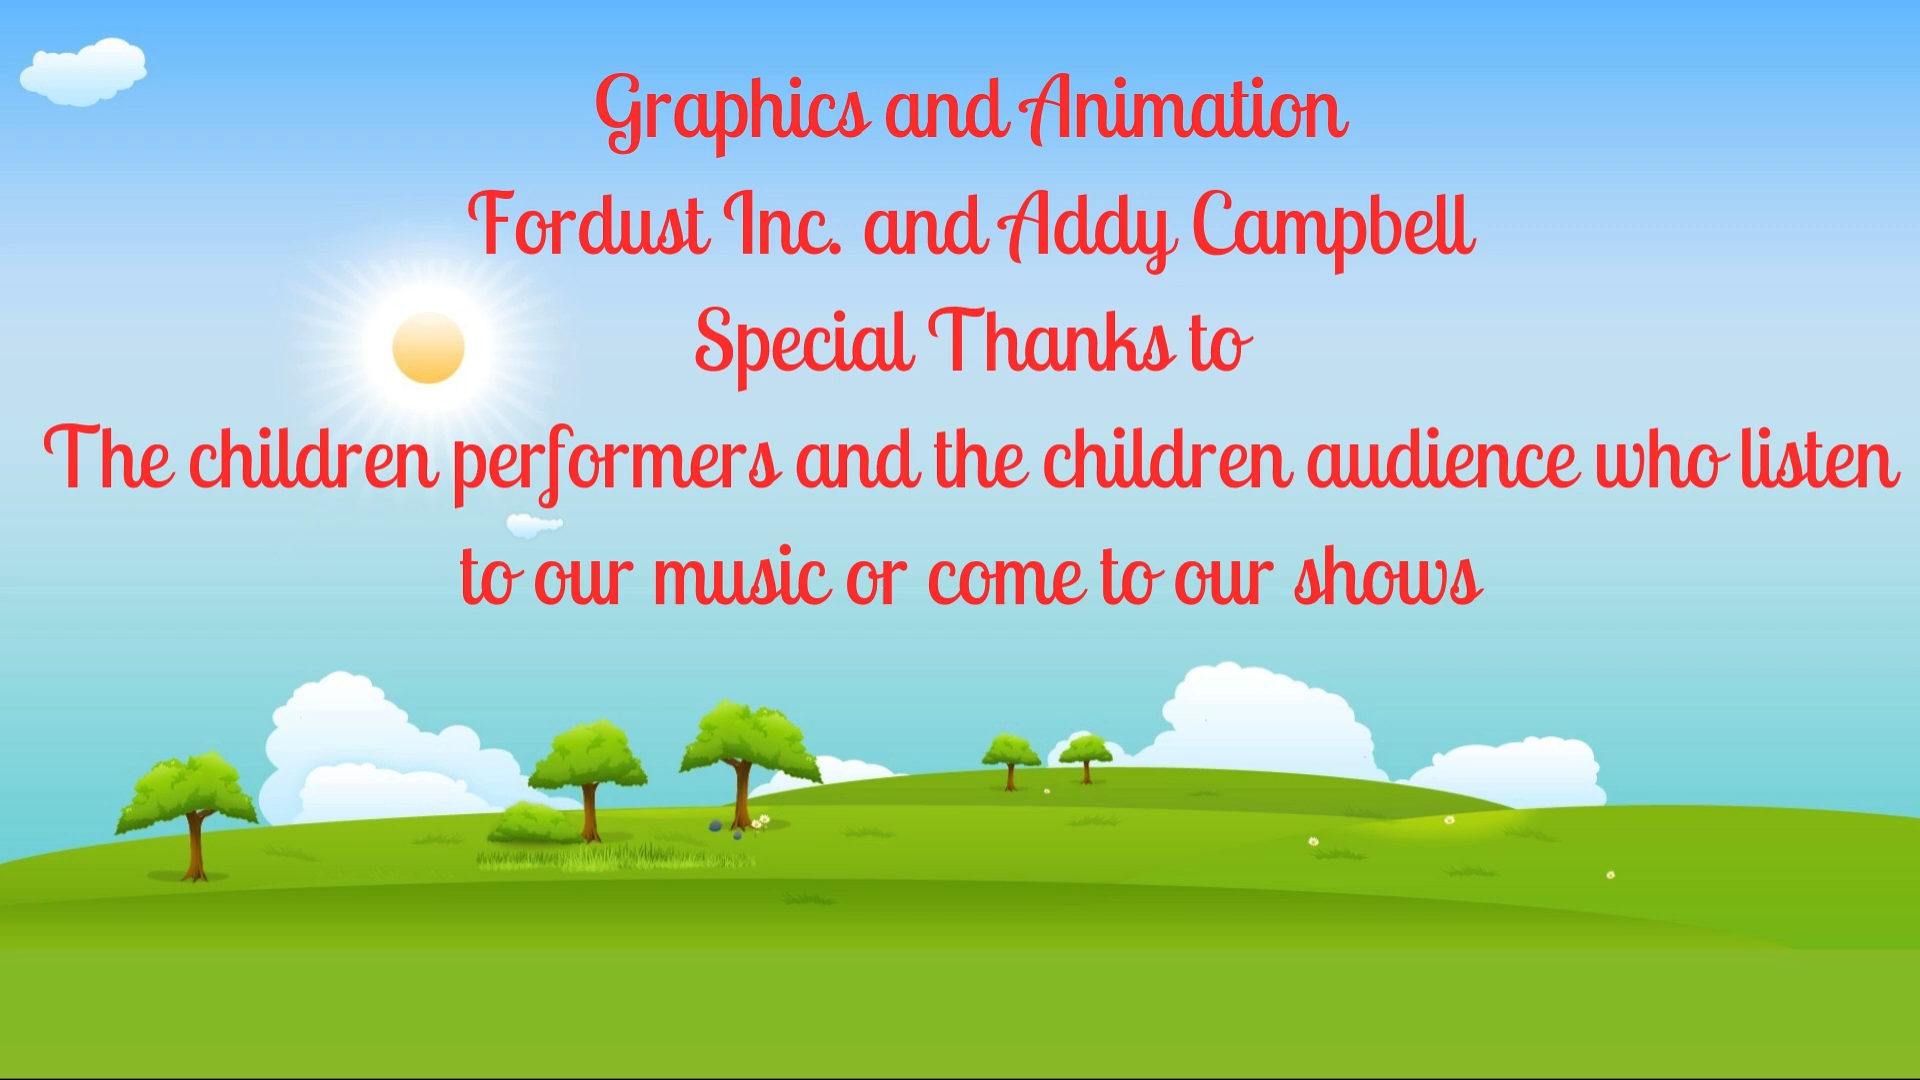 Graphics and Animation
Fordust Inc. and Addy Campbell
Special Thanks to
The children performers and the children audience who listen
to our music or come to our shows